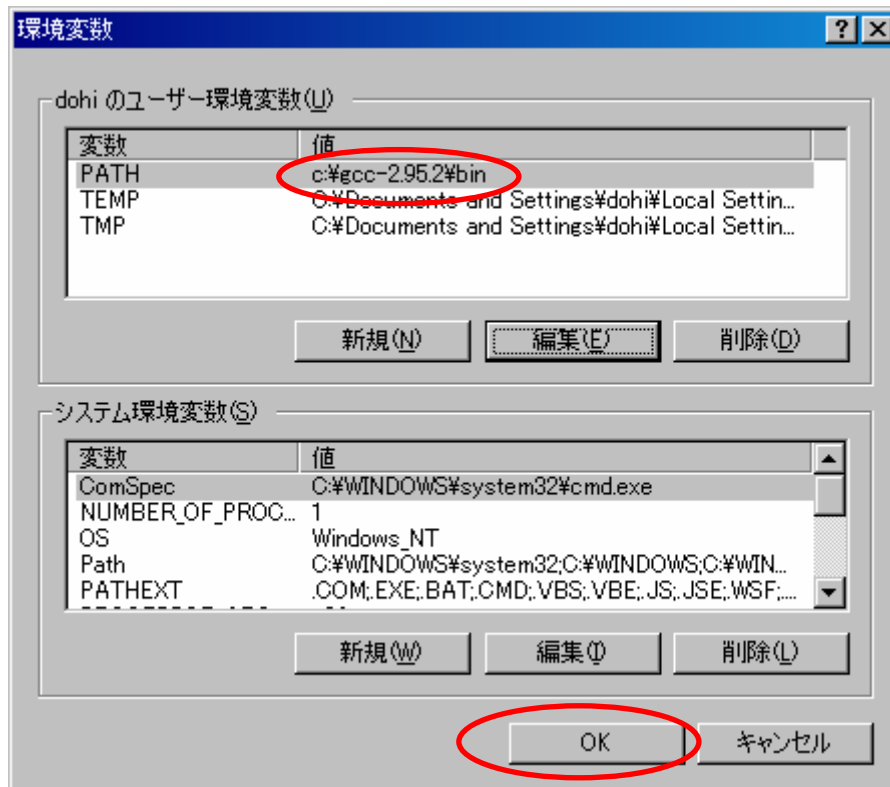 環境変数
dohi のユーザー環境変数(U)
変数 値
PATH c:¥gcc-2.95.2¥bin
TEMP C:¥Documents and Settings¥dohi¥Local Settin...
TMP C:¥Documents and Settings¥dohi¥Local Settin...
新規(N) 編集(E) 削除(D)
システム環境変数(S)
変数 値
ComSpec C:¥WINDOWS¥system32¥cmd.exe
NUMBER_OF_PROC... 1
OS Windows_NT
Path C:¥WINDOWS¥system32;C:¥WINDOWS;C:¥WIN...
PATHEXT .COM;.EXE;.BAT;.CMD;.VBS;.VBE;.JS;.JSE;.WSF;...
新規(W) 編集(I) 削除(L)
OK キャンセル